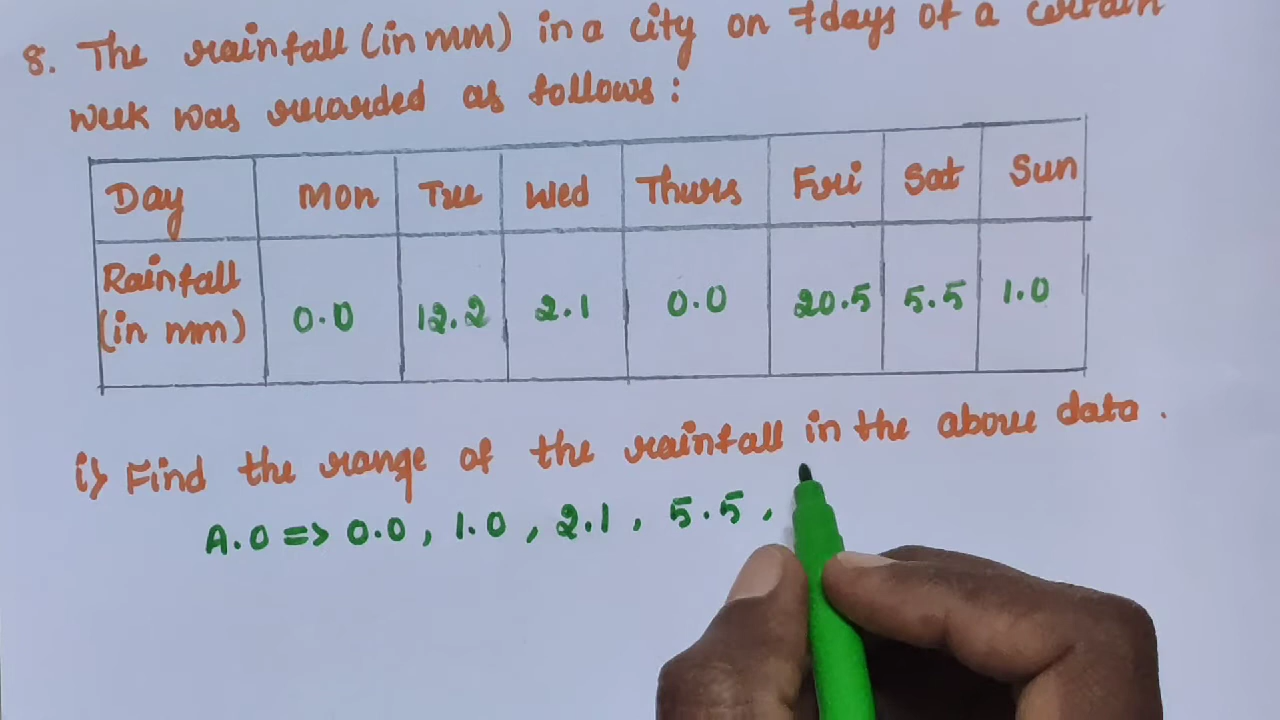 8. The rainfall (in mm) in a city on 7 days of a certain
week was recorded as follows :
Day Mon Tue Wed Thurs Fri Sat Sun
Rainfall (in mm) 0.0 12.2 2.1 0.0 20.5 5.5 1.0
i) Find the range of the rainfall in the above data .
A.O => 0.0 , 1.0 , 2.1 , 5.5 ,